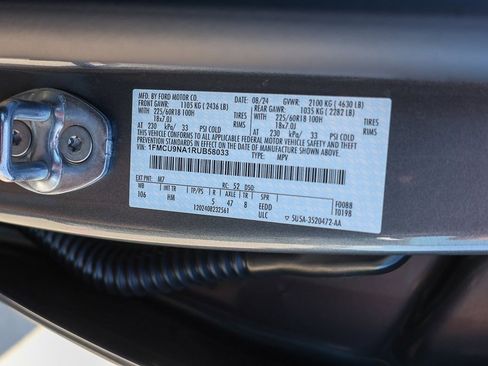 MFD. BY FORD MOTOR CO. DATE: 08/24 GVWR: 2100 KG ( 4630 LB)
FRONT GAWR: 1105 KG ( 2436 LB) REAR GAWR: 1035 KG ( 2282 LB)
WITH WITH
225/60R18 100H TIRES 225/60R18 100H TIRES
18x7.0J RIMS 18x7.0J RIMS
AT 230 kPa/ 33 PSI COLD AT 230 kPa/ 33 PSI COLD
THIS VEHICLE CONFORMS TO ALL APPLICABLE FEDERAL MOTOR VEHICLE SAFETY AND THEFT
PREVENTION STANDARDS IN EFFECT ON THE DATE OF MANUFACTURE SHOWN ABOVE.
VIN: 1FMCU9NA1RUB58033 TYPE: MPV
EXT PNT: M7 RC: 52 DSO: F0088
WB INT TR TP/PS R AXLE TR SPR 10198
106 HM 5 47 8 EEDD
1202408232561 ULC 5USA-3520472-AA